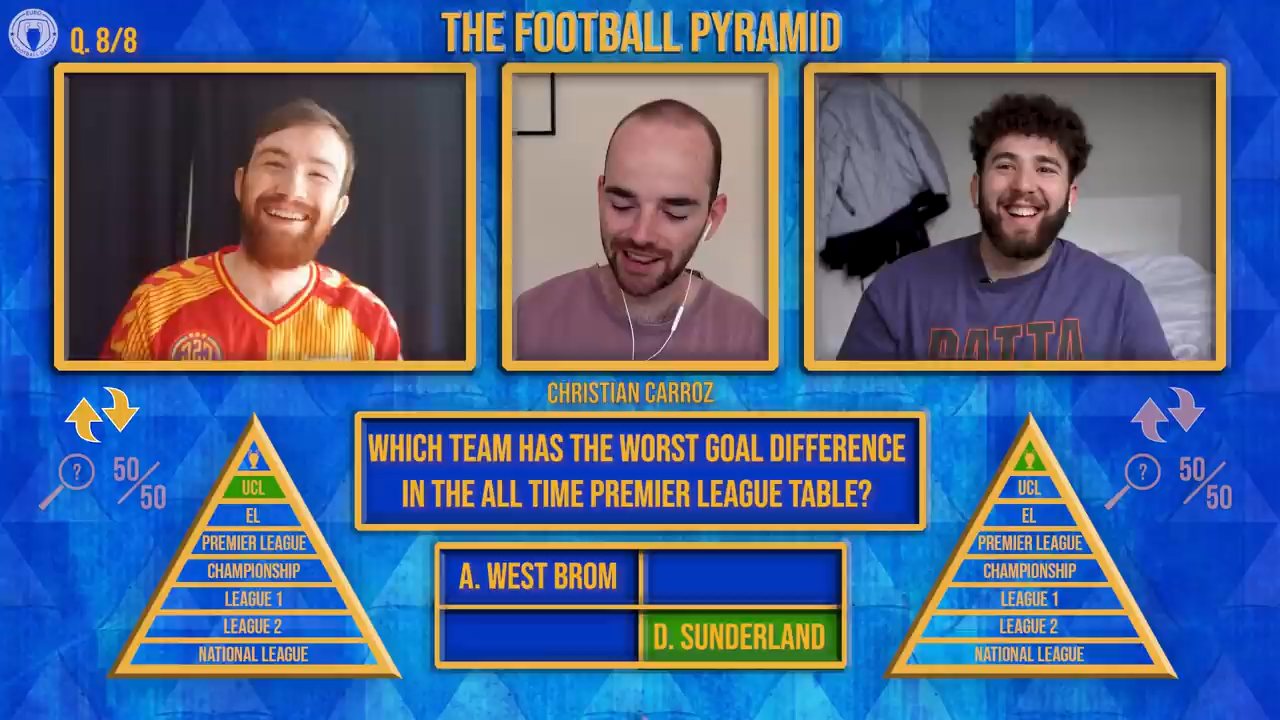 Q. 8/8
THE FOOTBALL PYRAMID
525
PATTA
CHRISTIAN CARROZ
WHICH TEAM HAS THE WORST GOAL DIFFERENCE
IN THE ALL TIME PREMIER LEAGUE TABLE?
A. WEST BROM
D. SUNDERLAND
?
50/50
UCL
EL
PREMIER LEAGUE
CHAMPIONSHIP
LEAGUE 1
LEAGUE 2
NATIONAL LEAGUE
?
50/50
UCL
EL
PREMIER LEAGUE
CHAMPIONSHIP
LEAGUE 1
LEAGUE 2
NATIONAL LEAGUE